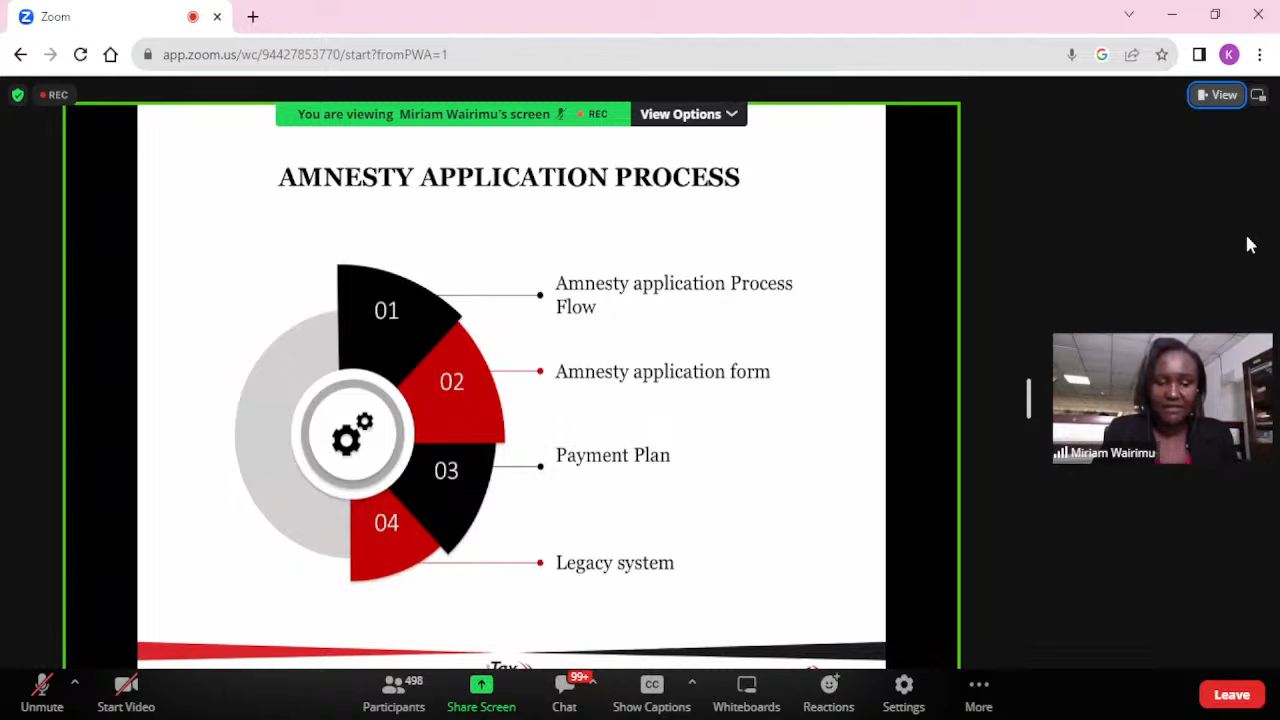 Zoom
app.zoom.us/wc/94427853770/start?fromPWA=1
K
REC
You are viewing Miriam Wairimu's screen REC View Options
View
AMNESTY APPLICATION PROCESS
01
Amnesty application Process
Flow
02
Amnesty application form
03
Payment Plan
04
Legacy system
Miriam Wairimu
iTax
Unmute
Start Video
498
Participants
Share Screen
99+
Chat
CC
Show Captions
Whiteboards
Reactions
Settings
More
Leave